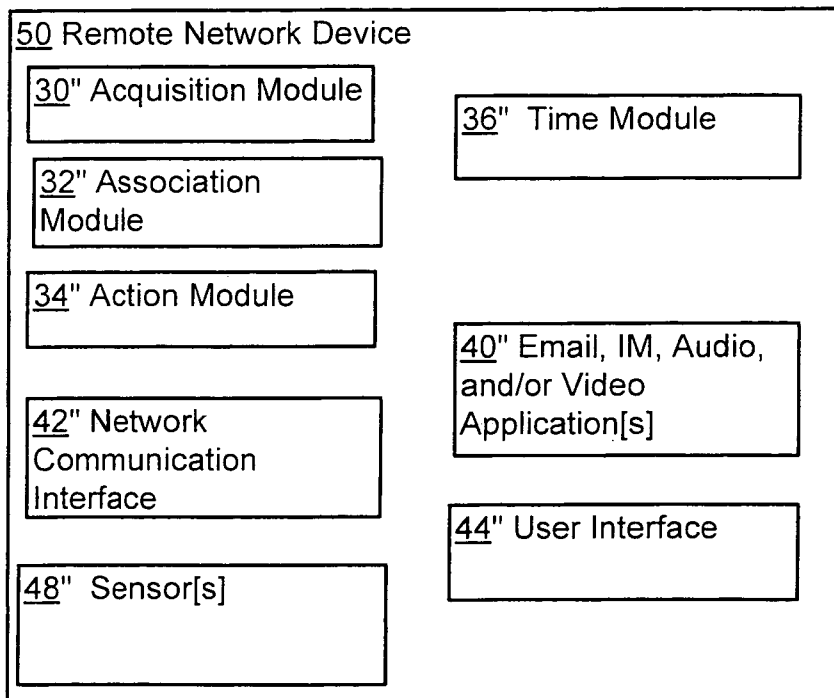 50 Remote Network Device
30" Acquisition Module
32" Association
Module
34" Action Module
42" Network
Communication
Interface
48" Sensor[s]
36" Time Module
40" Email, IM, Audio,
and/or Video
Application[s]
44" User Interface